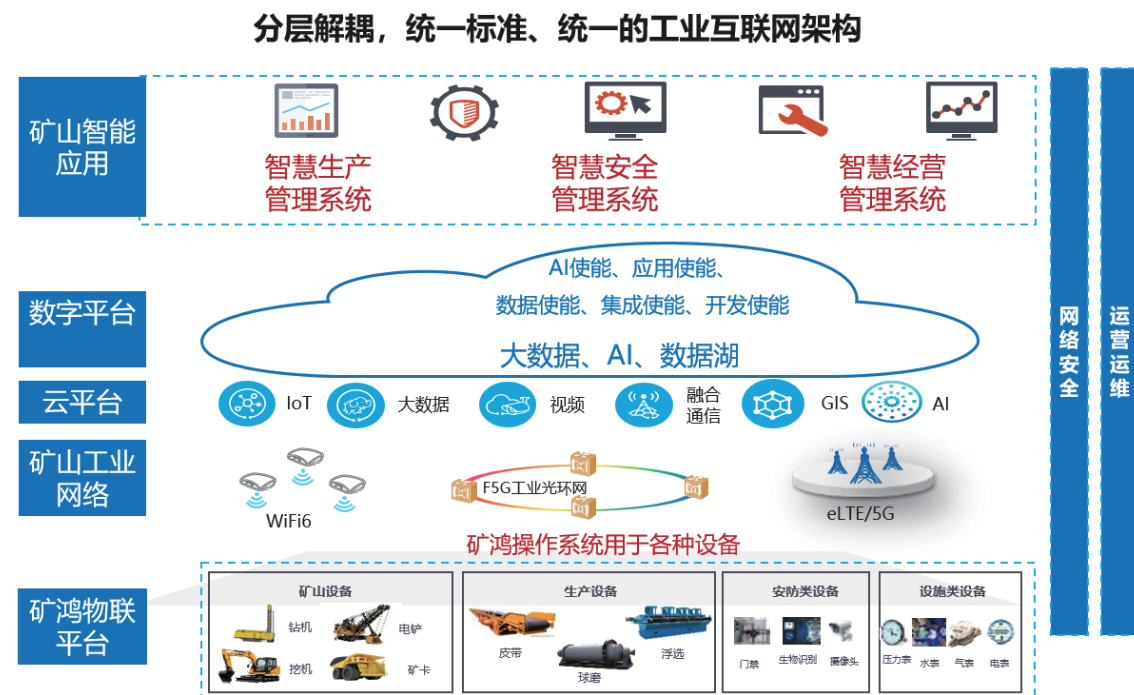 分层解耦，统一标准、统一的工业互联网架构
矿山智能
应用
智慧生产
管理系统
智慧安全
管理系统
智慧经营
管理系统
数字平台
AI使能、应用使能、
数据使能、集成使能、开发使能
大数据、AI、数据湖
云平台
IoT
大数据
视频
融合
通信
GIS
AI
矿山工业
网络
WiFi6
F5G工业光环网
eLTE/5G
矿鸿操作系统用于各种设备
矿鸿物联
平台
矿山设备
钻机
电铲
挖机
矿卡
生产设备
皮带
球磨
浮选
安防类设备
门禁
生物识别
摄像头
设施类设备
压力表
水表
气表
电表
网络安全
运营运维